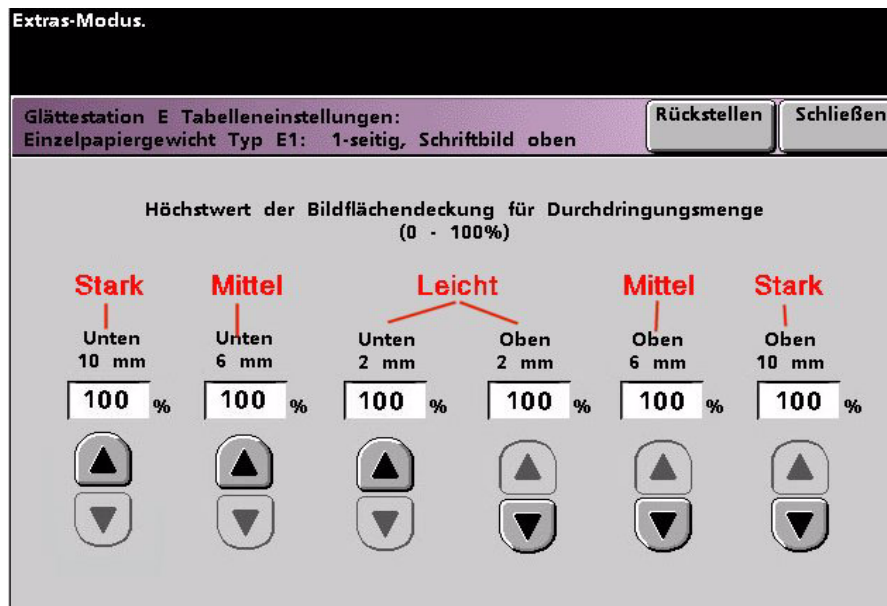 Extras-Modus.
Glättestation E Tabelleneinstellungen:
Einzelpapiergewicht Typ E1: 1-seitig, Schriftbild oben
Rückstellen
Schließen
Höchstwert der Bildflächendeckung für Durchdringungsmenge
(0 - 100%)
Stark Mittel Leicht Mittel Stark
Unten Unten Unten Oben Oben Oben
10 mm 6 mm 2 mm 2 mm 6 mm 10 mm
100 % 100 % 100 % 100 % 100 % 100 %